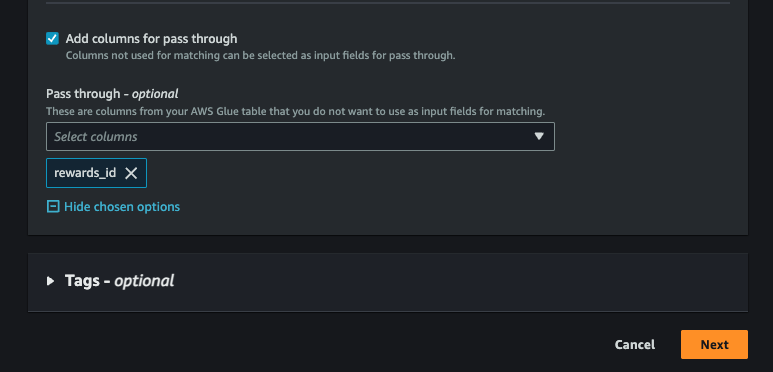 Add columns for pass through
Columns not used for matching can be selected as input fields for pass through.
Pass through - optional
These are columns from your AWS Glue table that you do not want to use as input fields for matching.
Select columns
rewards_id
Hide chosen options
Tags - optional
Cancel Next